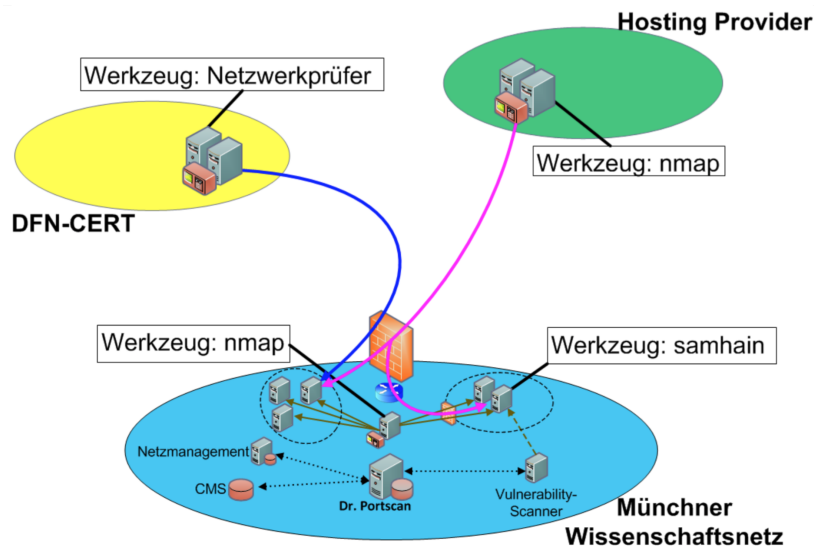 Hosting Provider
Werkzeug: Netzwerkprüfer
Werkzeug: nmap
DFN-CERT
Werkzeug: nmap
Werkzeug: samhain
Netzmanagement
CMS
Dr. Portscan
Vulnerability-
Scanner
Münchner
Wissenschaftsnetz